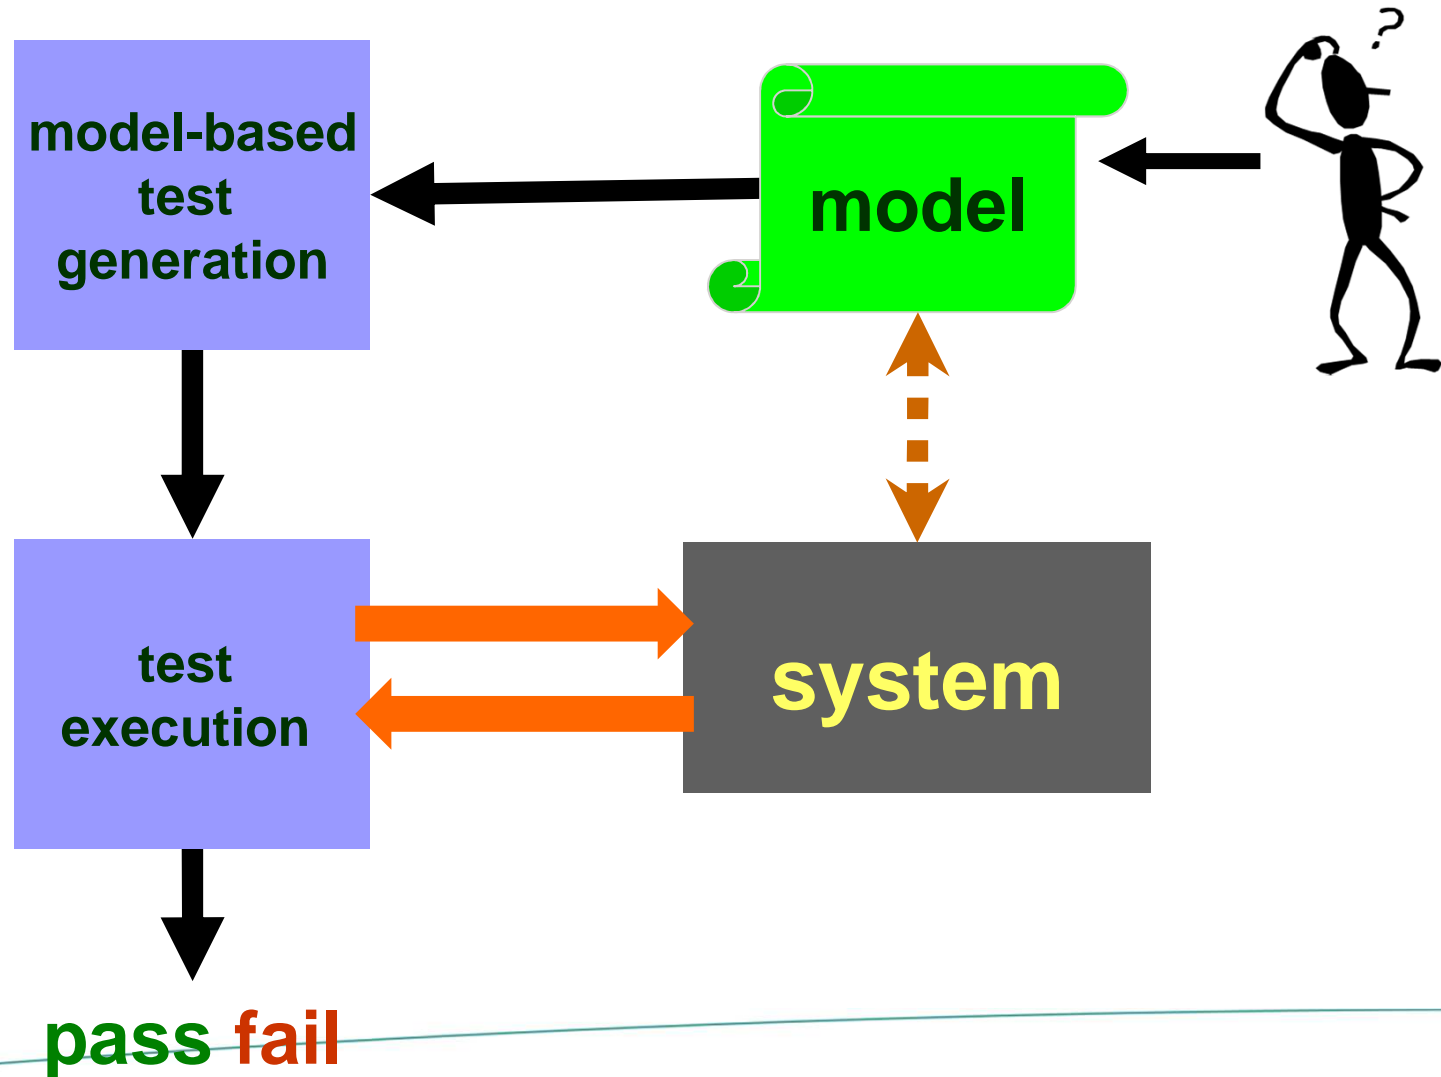 ?
model-based
test
generation
model
test
execution
system
pass fail